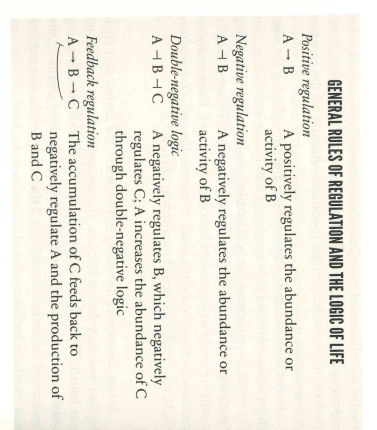 GENERAL RULES OF REGULATION AND THE LOGIC OF LIFE
Positive regulation
A → B A positively regulates the abundance or
activity of B
Negative regulation
A ⊣ B A negatively regulates the abundance or
activity of B
Double-negative logic
A ⊣ B ⊣ C A negatively regulates B, which negatively
regulates C; A increases the abundance of C
through double-negative logic
Feedback regulation
A → B → C The accumulation of C feeds back to
negatively regulate A and the production of
B and C